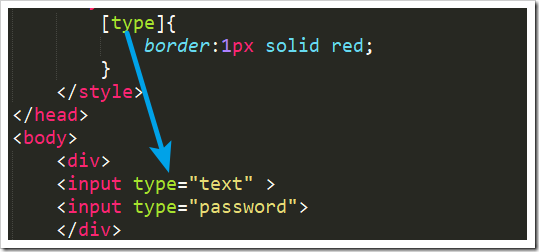 [type]{
border:1px solid red;
}
</style>
</head>
<body>
<div>
<input type="text" >
<input type="password">
</div>